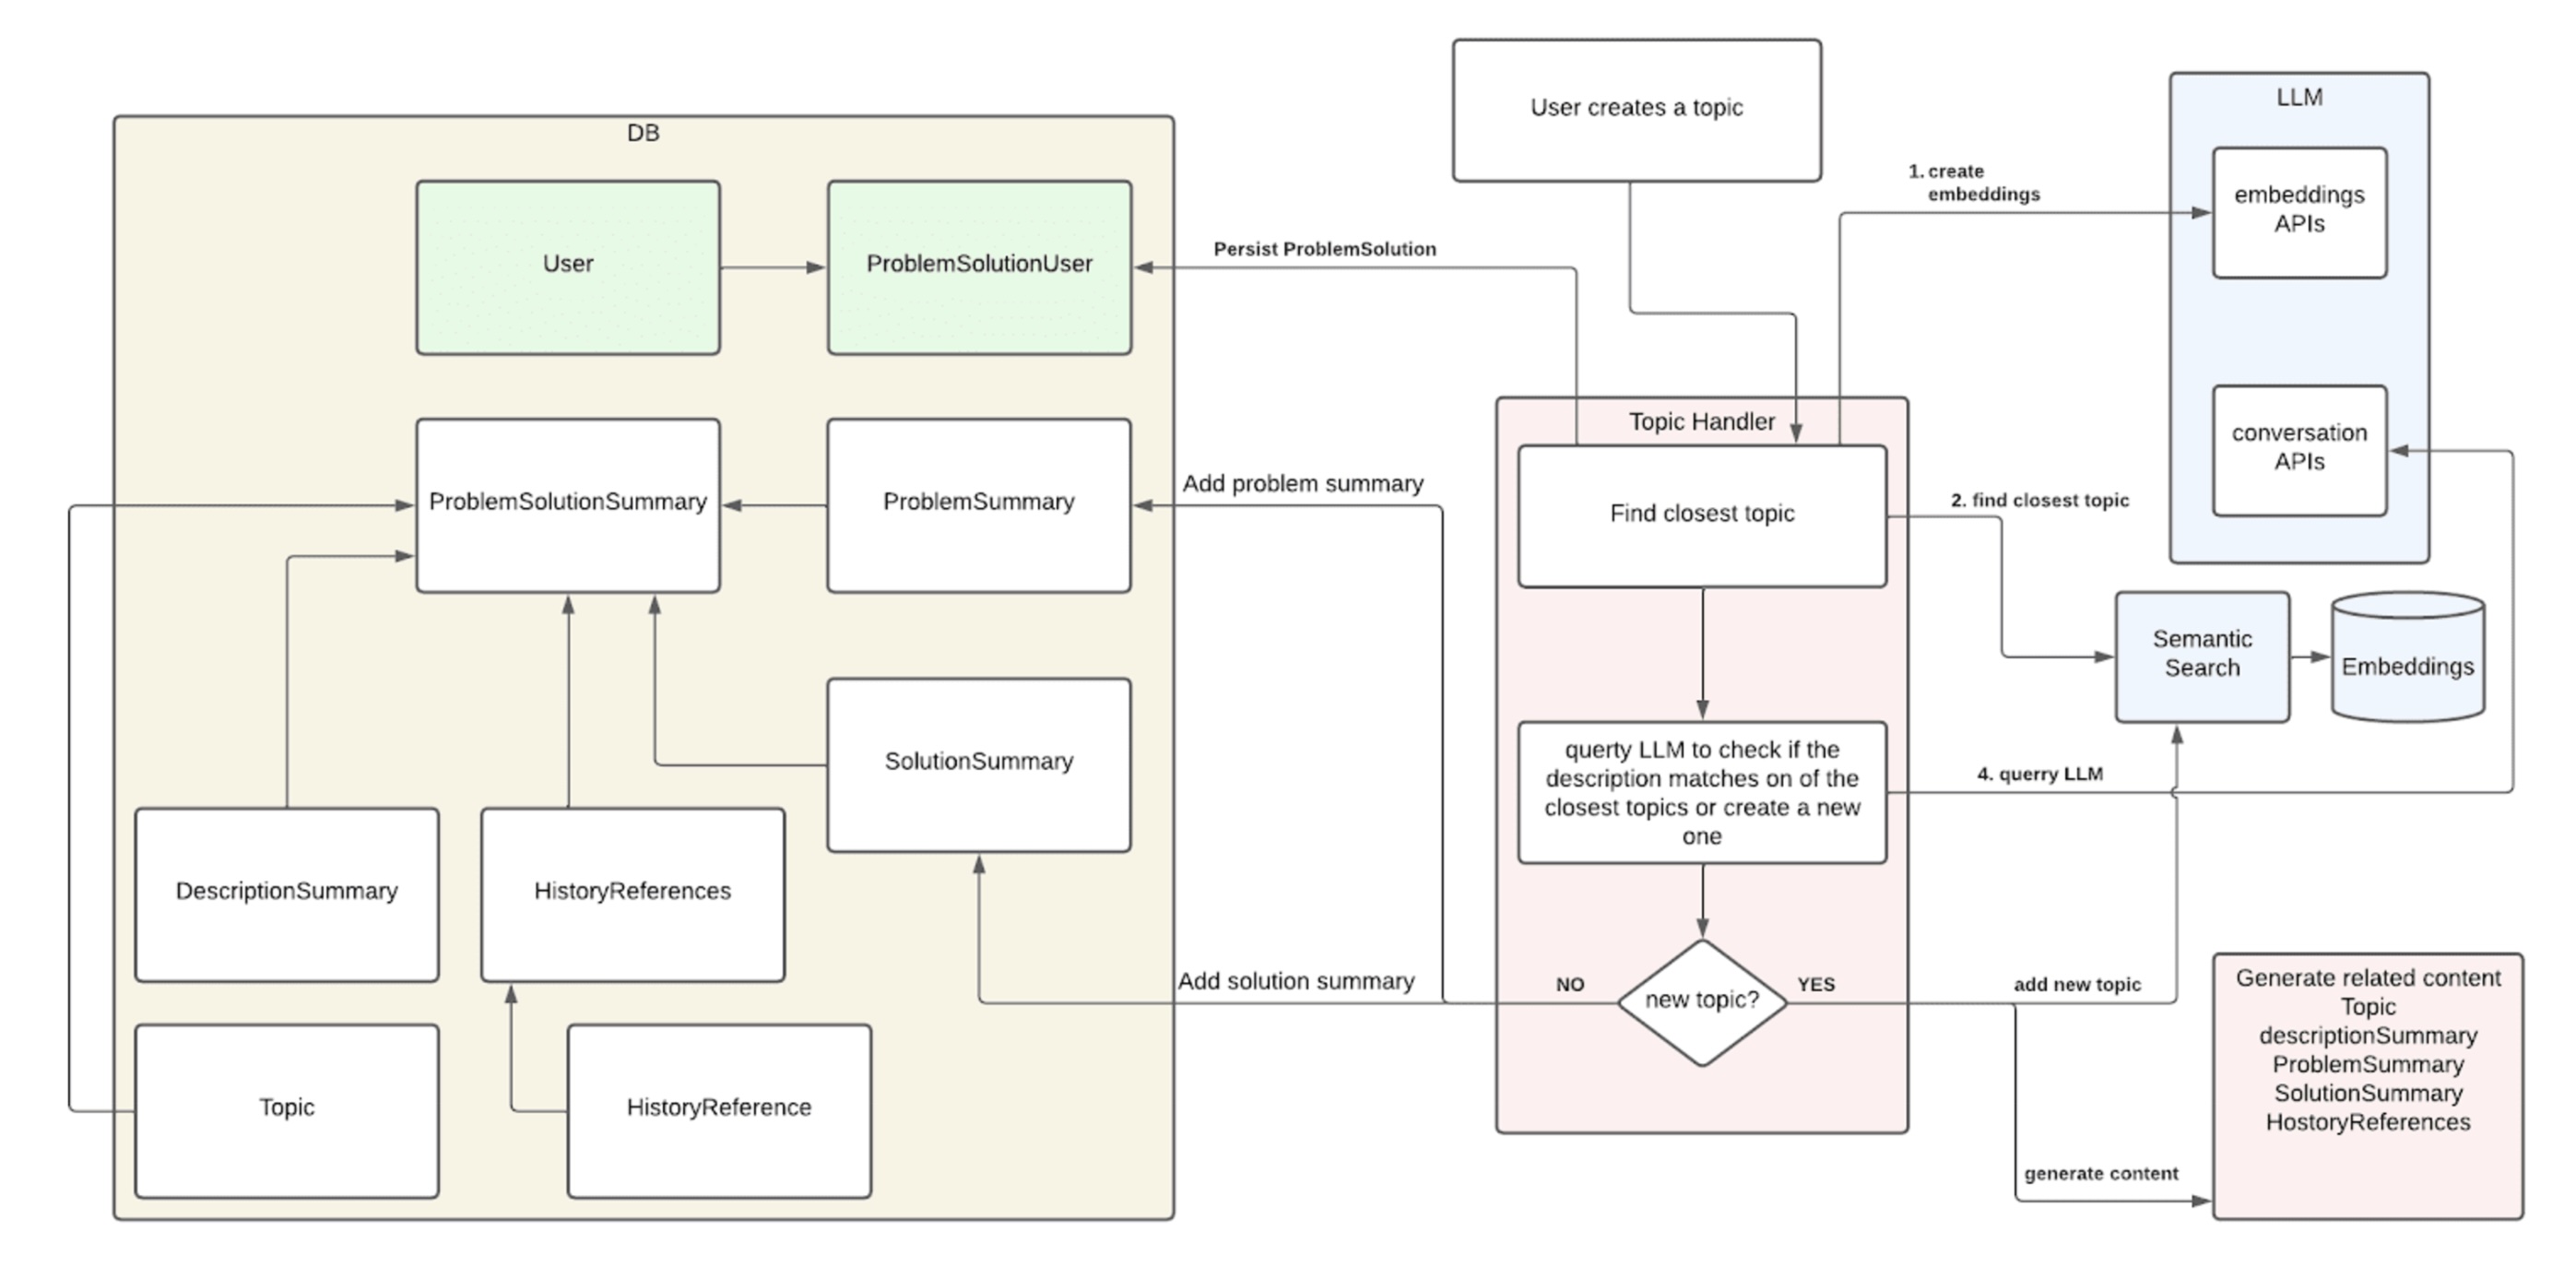 User creates a topic
LLM
DB
1. create
embeddings
embeddings
APIs
User
ProblemSolutionUser
Persist ProblemSolution
Topic Handler
conversation
APIs
ProblemSolutionSummary
ProblemSummary
Add problem summary
Find closest topic
2. find closest topic
Semantic
Search
Embeddings
SolutionSummary
querty LLM to check if the
description matches on of the
closest topics or create a new
one
4. querry LLM
DescriptionSummary
HistoryReferences
Add solution summary
NO
new topic?
YES
add new topic
Generate related content
Topic
descriptionSummary
ProblemSummary
SolutionSummary
HostoryReferences
Topic
HistoryReference
generate content